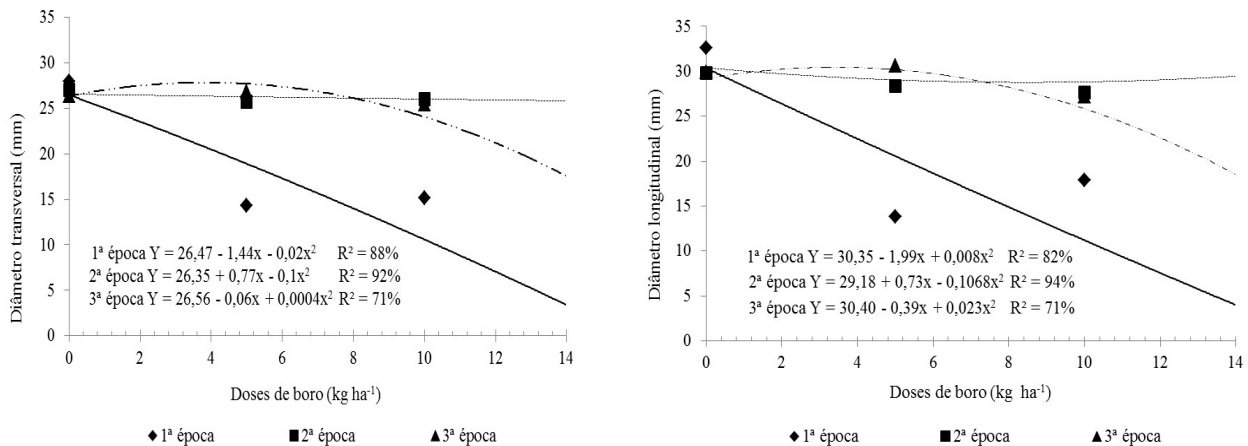 Diâmetro transversal (mm)
35
30
25
20
15
10
5
0
1ª época Y = 26,47 - 1,44x - 0,02x² R² = 88%
2ª época Y = 26,35 + 0,77x - 0,1x² R² = 92%
3ª época Y = 26,56 - 0,06x + 0,0004x² R² = 71%
0 2 4 6 8 10 12 14
Doses de boro (kg ha⁻¹)
1ª época 2ª época 3ª época
Diâmetro longitudinal (mm)
35
30
25
20
15
10
5
0
1ª época Y = 30,35 - 1,99x + 0,008x² R² = 82%
2ª época Y = 29,18 + 0,73x - 0,1068x² R² = 94%
3ª época Y = 30,40 - 0,39x + 0,023x² R² = 71%
0 2 4 6 8 10 12 14
Doses de boro (kg ha⁻¹)
1ª época 2ª época 3ª época